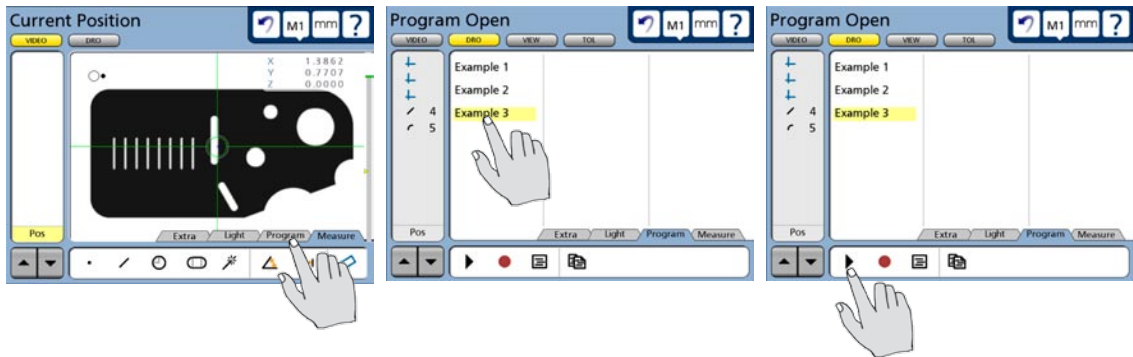 Current Position
M1 mm ?
VIDEO DRO
X 1.3862
Y 0.7707
Z 0.0000
Pos
Extra Light Program Measure
Program Open
M1 mm ?
VIDEO DRO VIEW TOL
Example 1
Example 2
4
Example 3
5
Pos
Extra Light Program Measure
Program Open
M1 mm ?
VIDEO DRO VIEW TOL
Example 1
Example 2
4
Example 3
5
Pos
Extra Light Program Measure